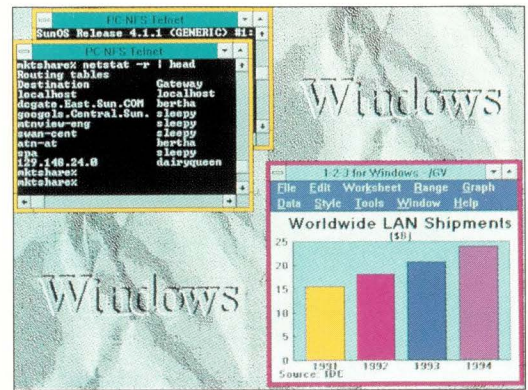 PC-NFS Telnet
SunOS Release 4.1.1 (GENERIC) #1:
PC-NFS Telnet
mktshare% netstat -r | head
Routing tables
Destination Gateway
localhost localhost
dcgate.East.Sun.COM bertha
googols.Central.Sun. sleepy
mtnview-eng sleepy
swan-cent sleepy
atn-at bertha
spa sleepy
129.148.24.0 dairyqueen
mktshare%
mktshare%
Windows
1-2-3 for Windows - /GV
File Edit Worksheet Range Graph
Data Style Tools Window Help
Worldwide LAN Shipments
($B)
25
20
15
10
5
0
1991 1992 1993 1994
Source: IDC
Windows